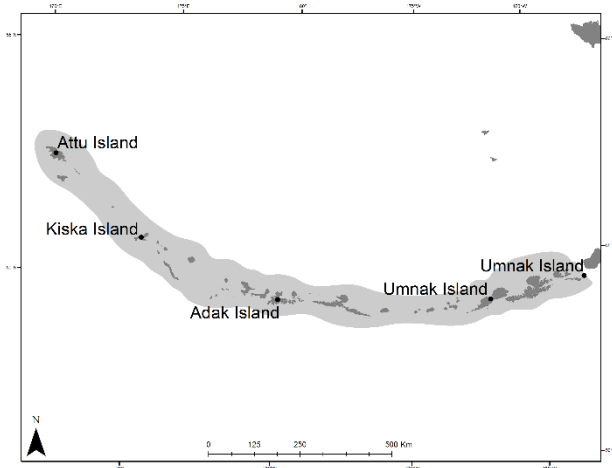 Attu Island
Kiska Island
Umnak Island
Umnak Island
Adak Island
N
0 125 250 500 Km